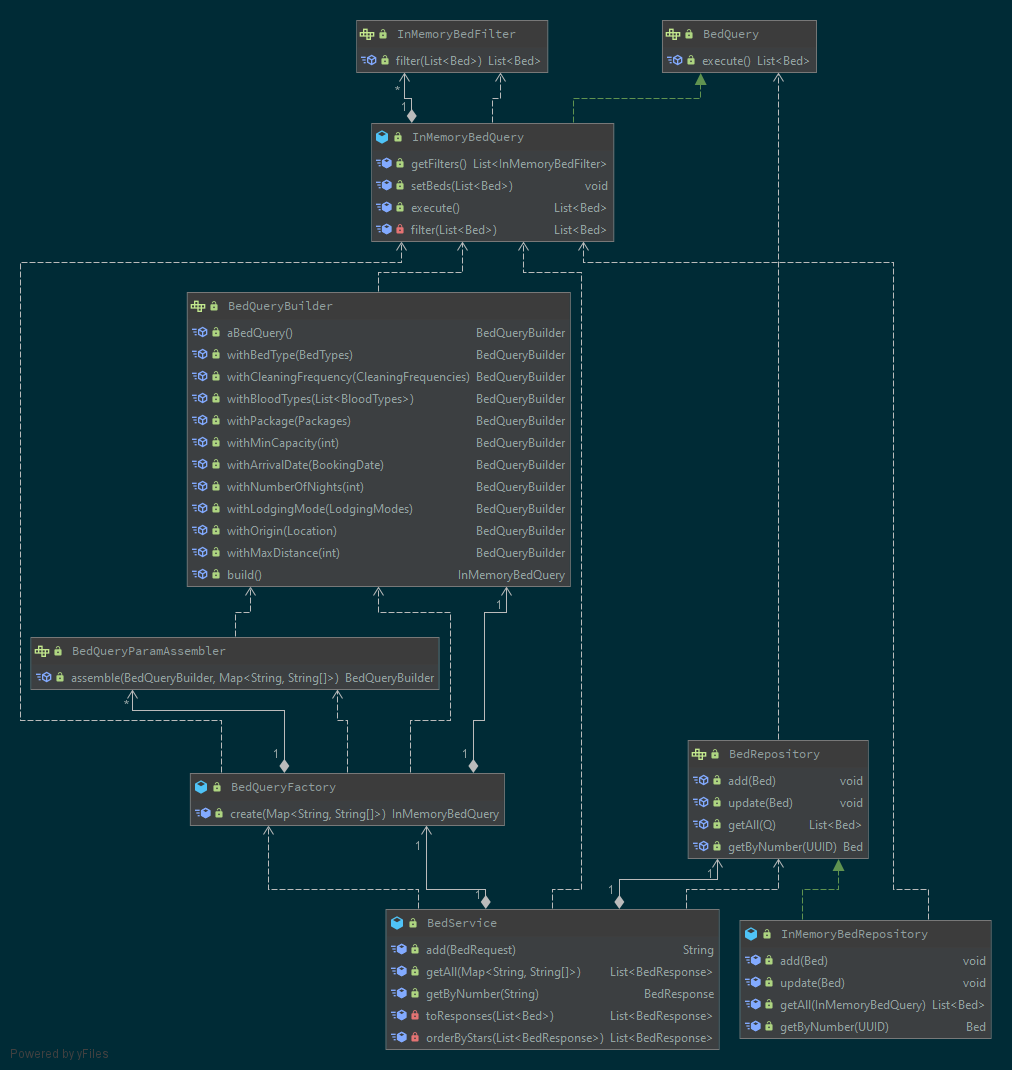 InMemoryBedFilter
filter(List<Bed>) List<Bed>
BedQuery
execute() List<Bed>
*
1
InMemoryBedQuery
getFilters() List<InMemoryBedFilter>
setBeds(List<Bed>) void
execute() List<Bed>
filter(List<Bed>) List<Bed>
BedQueryBuilder
aBedQuery() BedQueryBuilder
withBedType(BedTypes) BedQueryBuilder
withCleaningFrequency(CleaningFrequencies) BedQueryBuilder
withBloodTypes(List<BloodTypes>) BedQueryBuilder
withPackage(Packages) BedQueryBuilder
withMinCapacity(int) BedQueryBuilder
withArrivalDate(BookingDate) BedQueryBuilder
withNumberOfNights(int) BedQueryBuilder
withLodgingMode(LodgingModes) BedQueryBuilder
withOrigin(Location) BedQueryBuilder
withMaxDistance(int) BedQueryBuilder
build() InMemoryBedQuery
1
BedQueryParamAssembler
assemble(BedQueryBuilder, Map<String, String[]>) BedQueryBuilder
*
1
1
BedQueryFactory
create(Map<String, String[]>) InMemoryBedQuery
BedRepository
add(Bed) void
update(Bed) void
getAll(Q) List<Bed>
getByNumber(UUID) Bed
1
1
1
1
BedService
add(BedRequest) String
getAll(Map<String, String[]>) List<BedResponse>
getByNumber(String) BedResponse
toResponses(List<Bed>) List<BedResponse>
orderByStars(List<BedResponse>) List<BedResponse>
InMemoryBedRepository
add(Bed) void
update(Bed) void
getAll(InMemoryBedQuery) List<Bed>
getByNumber(UUID) Bed
Powered by yFiles